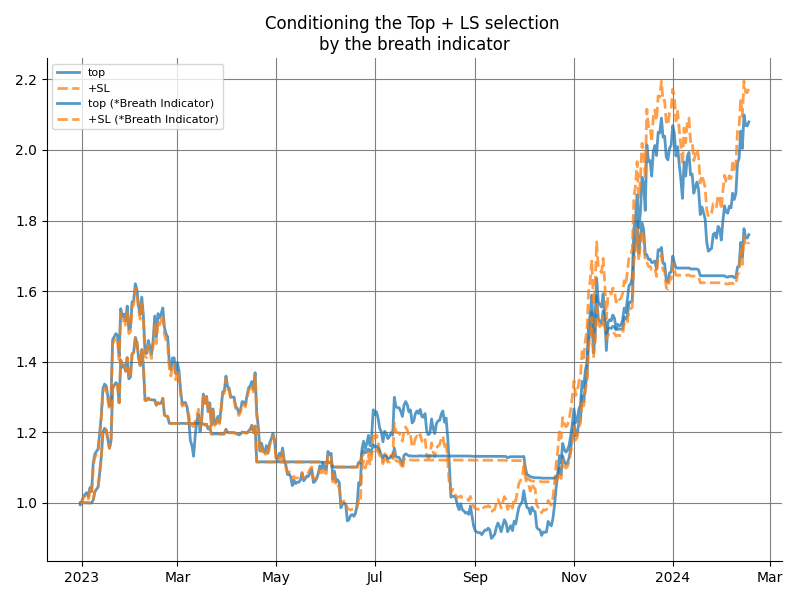 Conditioning the Top + LS selection
by the breath indicator
top
+SL
top (*Breath Indicator)
+SL (*Breath Indicator)
2.2
2.0
1.8
1.6
1.4
1.2
1.0
2023 Mar May Jul Sep Nov 2024 Mar